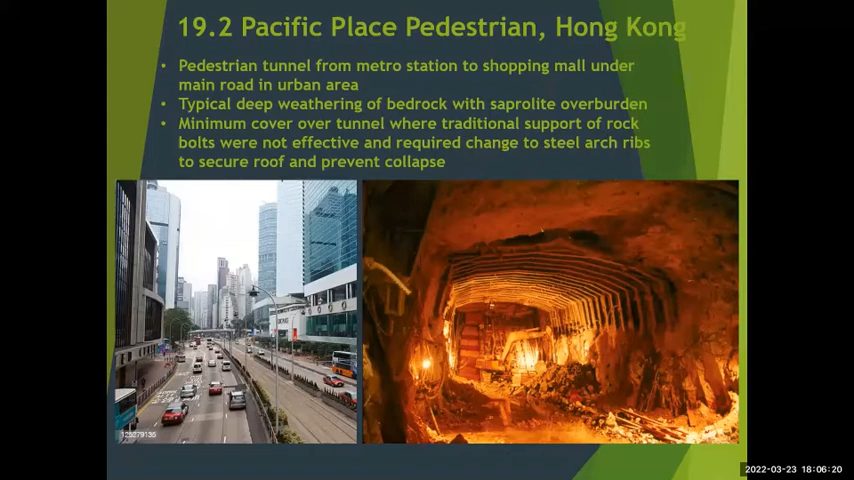 19.2 Pacific Place Pedestrian, Hong Kong
• Pedestrian tunnel from metro station to shopping mall under
main road in urban area
• Typical deep weathering of bedrock with saprolite overburden
• Minimum cover over tunnel where traditional support of rock
bolts were not effective and required change to steel arch ribs
to secure roof and prevent collapse
2022-03-23 18:06:20